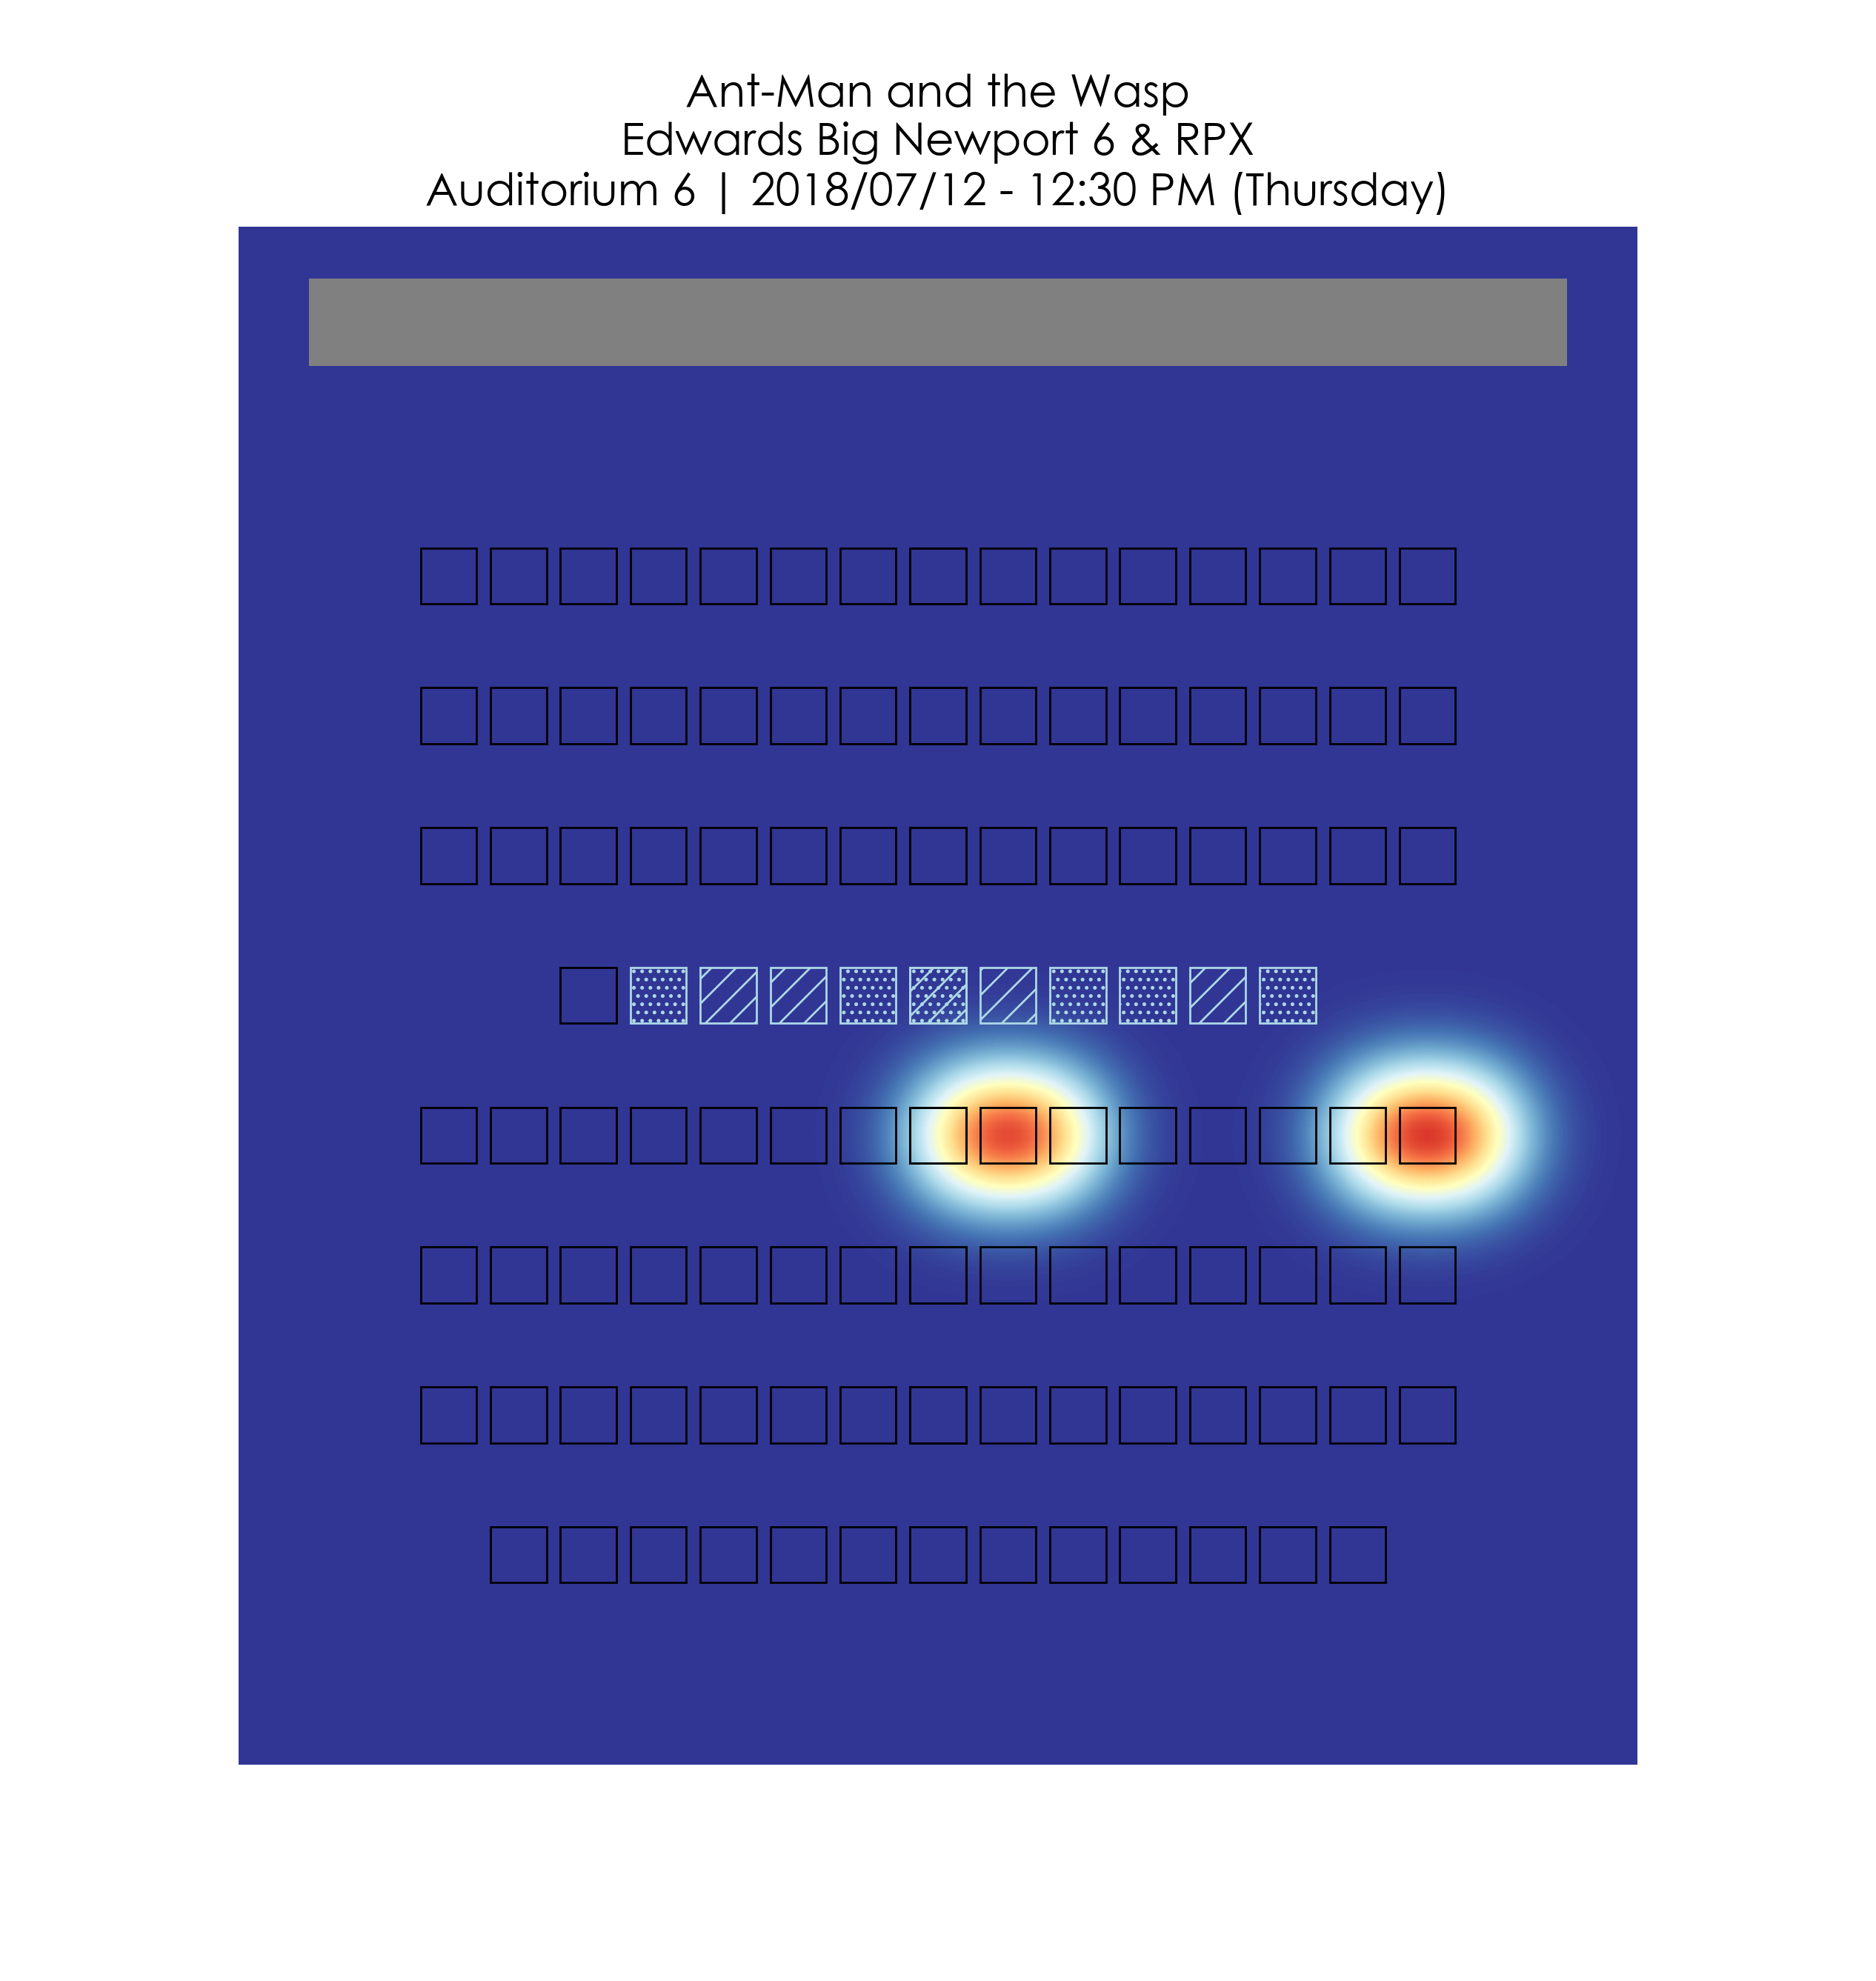 Ant-Man and the Wasp
Edwards Big Newport 6 & RPX
Auditorium 6 | 2018/07/12 - 12:30 PM (Thursday)